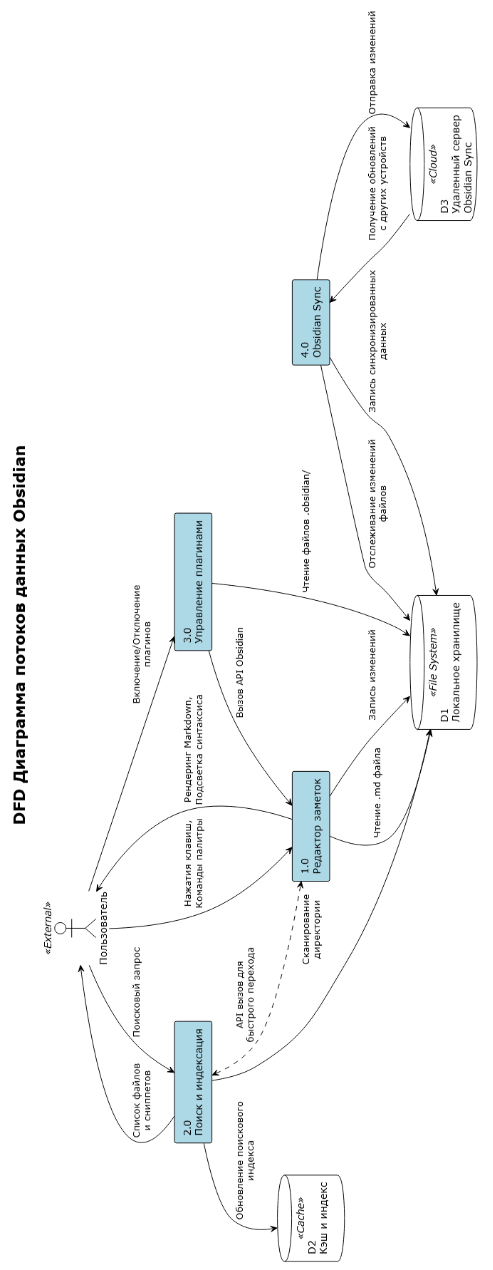 DFD Диаграмма потоков данных Obsidian
«External»
Пользователь
Список файлов
и сниппетов
Поисковый запрос
Нажатия клавиш,
Команды палитры
Рендеринг Markdown,
Подсветка синтаксиса
Включение/Отключение
плагинов
2.0
Поиск и индексация
3.0
Управление плагинами
Обновление поискового
индекса
API вызов для
быстрого перехода
Сканирование
директории
Вызов API Obsidian
Чтение файлов .obsidian/
1.0
Редактор заметок
4.0
Obsidian Sync
Чтение .md файла
Запись изменений
Отслеживание изменений
файлов
Запись синхронизированных
данных
Получение обновлений
с других устройств
Отправка изменений
«Cache»
D2
Кэш и индекс
«File System»
D1
Локальное хранилище
«Cloud»
D3
Удаленный сервер
Obsidian Sync